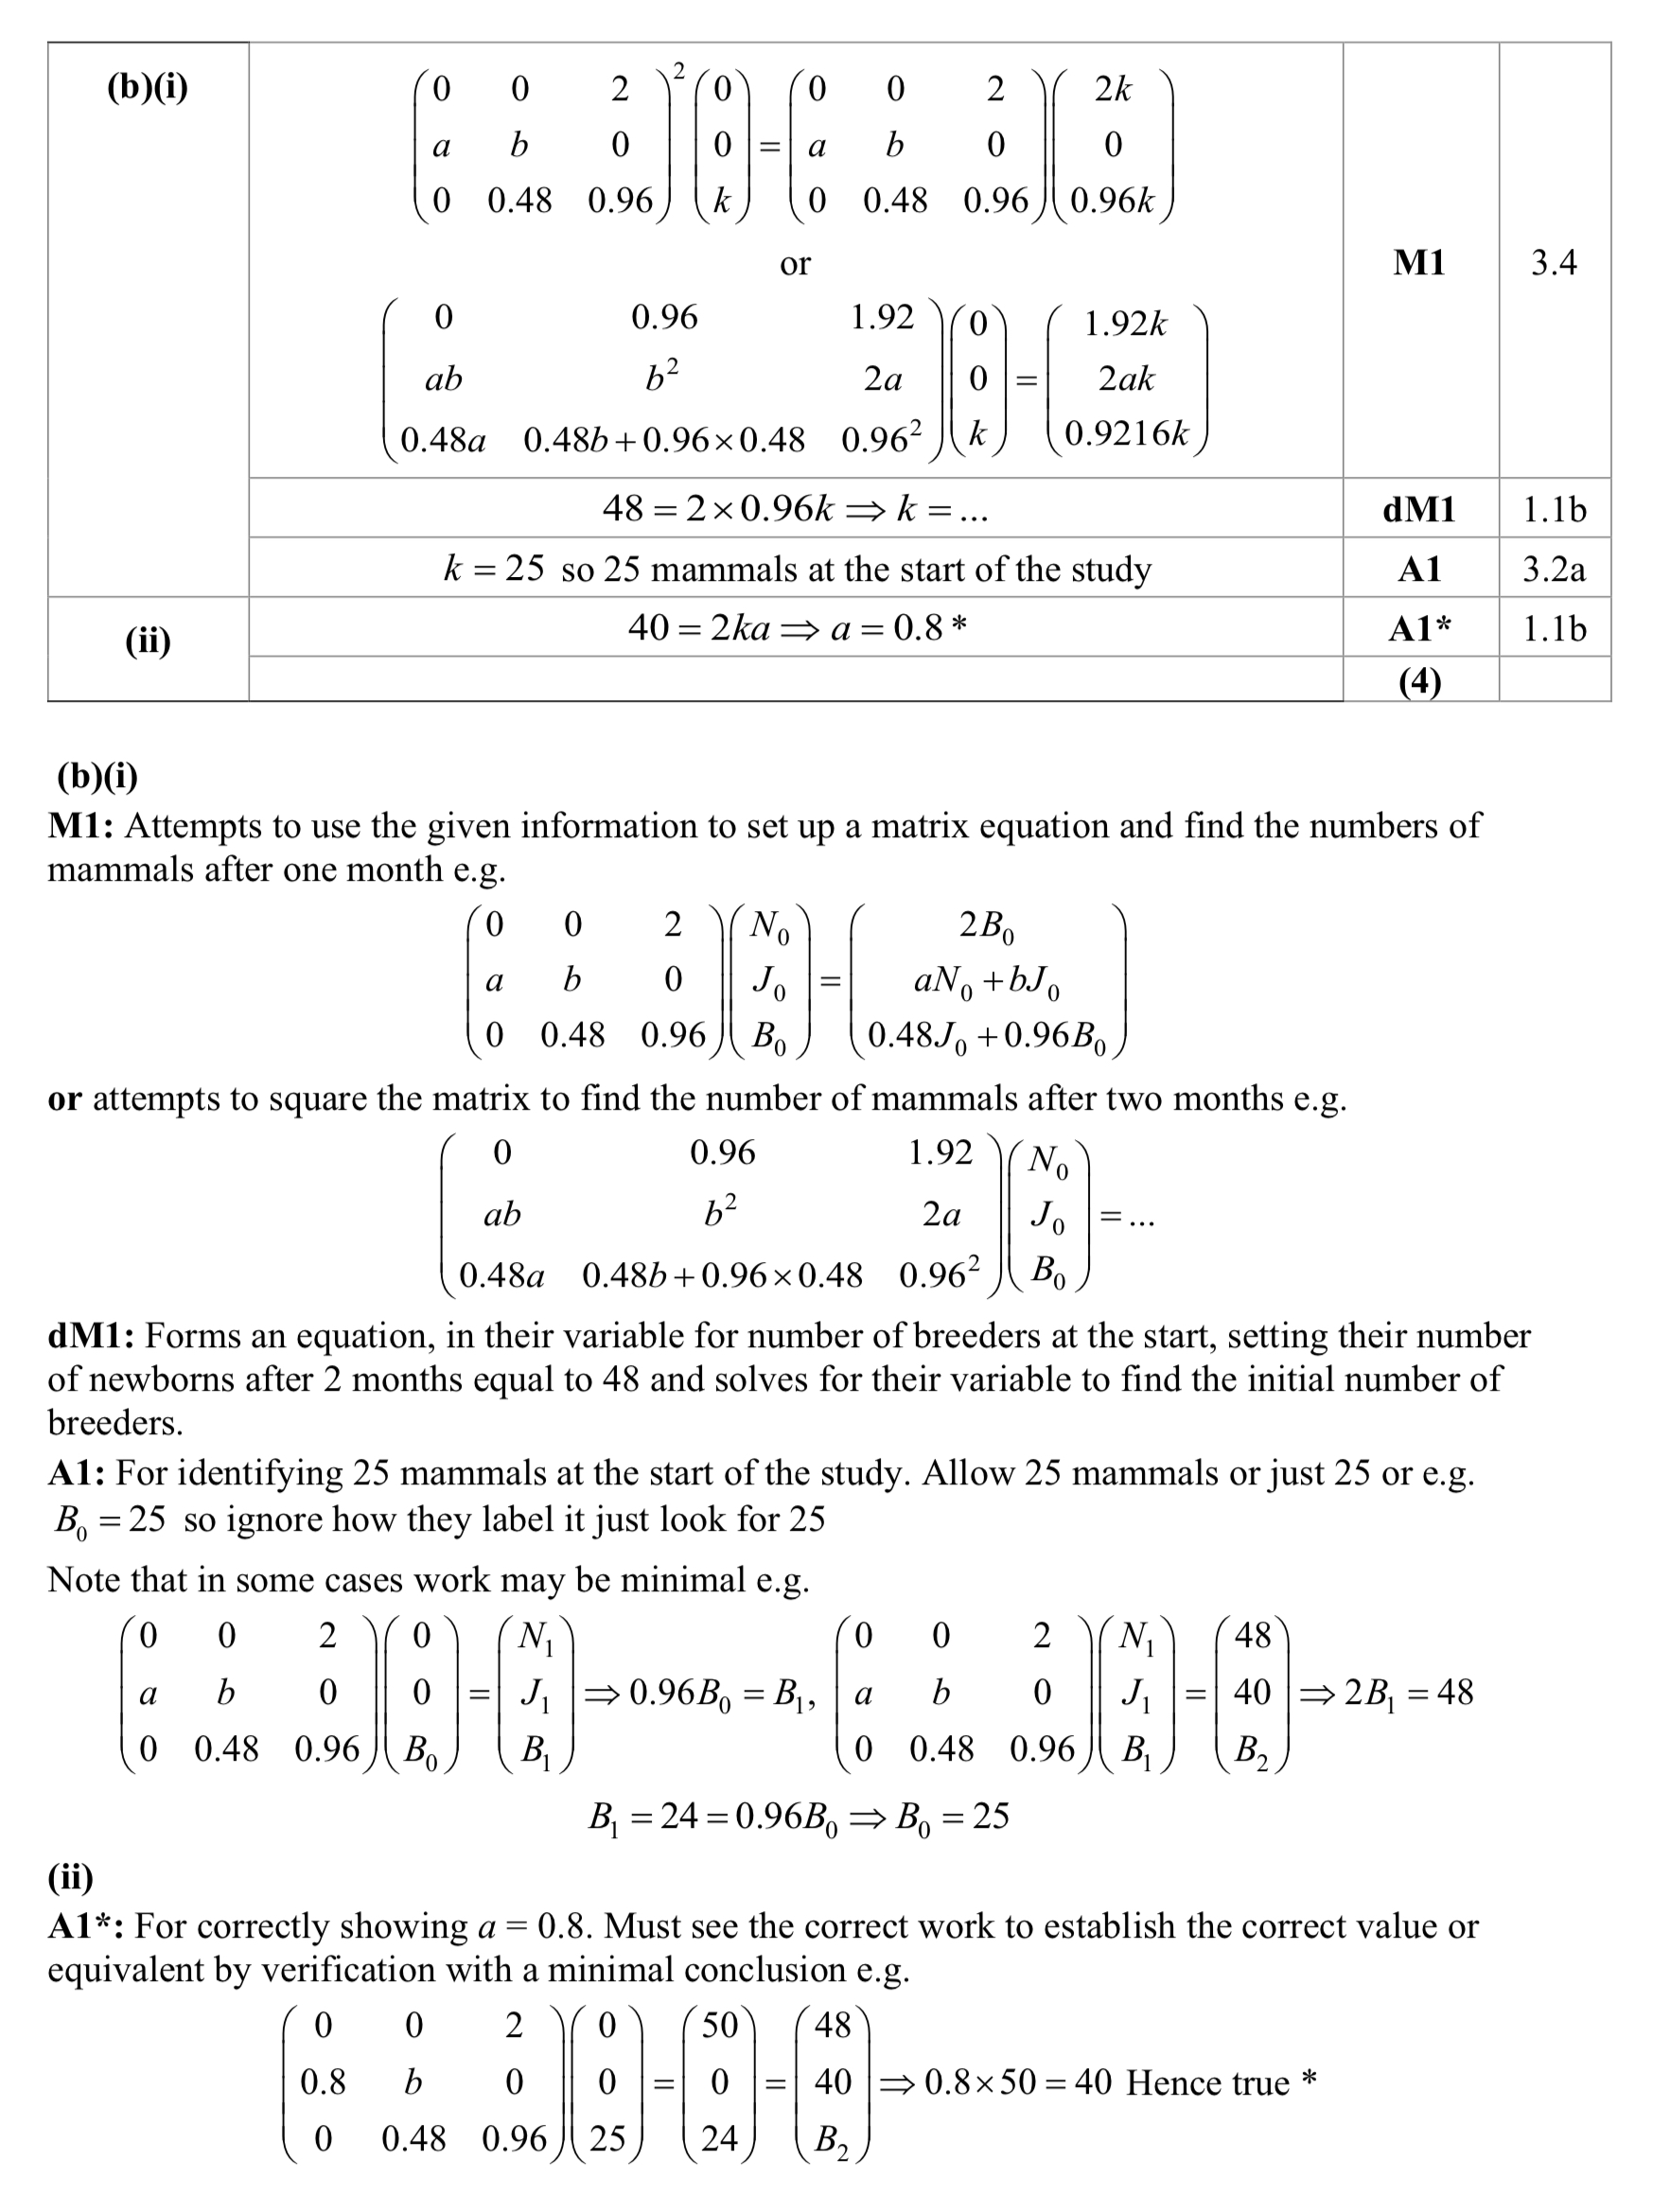 (b)(i)
$\begin{pmatrix} 0 & 0 & 2 \\ a & b & 0 \\ 0 & 0.48 & 0.96 \end{pmatrix}^2 \begin{pmatrix} 0 \\ 0 \\ k \end{pmatrix} = \begin{pmatrix} 0 & 0 & 2 \\ a & b & 0 \\ 0 & 0.48 & 0.96 \end{pmatrix} \begin{pmatrix} 2k \\ 0 \\ 0.96k \end{pmatrix}$
or
M1 3.4
$\begin{pmatrix} 0 & 0.96 & 1.92 \\ ab & b^2 & 2a \\ 0.48a & 0.48b + 0.96 \times 0.48 & 0.96^2 \end{pmatrix} \begin{pmatrix} 0 \\ 0 \\ k \end{pmatrix} = \begin{pmatrix} 1.92k \\ 2ak \\ 0.9216k \end{pmatrix}$
$48 = 2 \times 0.96k \Rightarrow k = ...$ dM1 1.1b
$k = 25$ so 25 mammals at the start of the study A1 3.2a
(ii) $40 = 2ka \Rightarrow a = 0.8$ * A1* 1.1b
(4)
(b)(i)
M1: Attempts to use the given information to set up a matrix equation and find the numbers of
mammals after one month e.g.
$\begin{pmatrix} 0 & 0 & 2 \\ a & b & 0 \\ 0 & 0.48 & 0.96 \end{pmatrix} \begin{pmatrix} N_0 \\ J_0 \\ B_0 \end{pmatrix} = \begin{pmatrix} 2B_0 \\ aN_0 + bJ_0 \\ 0.48J_0 + 0.96B_0 \end{pmatrix}$
or attempts to square the matrix to find the number of mammals after two months e.g.
$\begin{pmatrix} 0 & 0.96 & 1.92 \\ ab & b^2 & 2a \\ 0.48a & 0.48b + 0.96 \times 0.48 & 0.96^2 \end{pmatrix} \begin{pmatrix} N_0 \\ J_0 \\ B_0 \end{pmatrix} = ...$
dM1: Forms an equation, in their variable for number of breeders at the start, setting their number
of newborns after 2 months equal to 48 and solves for their variable to find the initial number of
breeders.
A1: For identifying 25 mammals at the start of the study. Allow 25 mammals or just 25 or e.g.
$B_0 = 25$ so ignore how they label it just look for 25
Note that in some cases work may be minimal e.g.
$\begin{pmatrix} 0 & 0 & 2 \\ a & b & 0 \\ 0 & 0.48 & 0.96 \end{pmatrix} \begin{pmatrix} 0 \\ 0 \\ B_0 \end{pmatrix} = \begin{pmatrix} N_1 \\ J_1 \\ B_1 \end{pmatrix} \Rightarrow 0.96B_0 = B_1, \begin{pmatrix} 0 & 0 & 2 \\ a & b & 0 \\ 0 & 0.48 & 0.96 \end{pmatrix} \begin{pmatrix} N_1 \\ J_1 \\ B_1 \end{pmatrix} = \begin{pmatrix} 48 \\ 40 \\ B_2 \end{pmatrix} \Rightarrow 2B_1 = 48$
$B_1 = 24 = 0.96B_0 \Rightarrow B_0 = 25$
(ii)
A1*: For correctly showing $a = 0.8$. Must see the correct work to establish the correct value or
equivalent by verification with a minimal conclusion e.g.
$\begin{pmatrix} 0 & 0 & 2 \\ 0.8 & b & 0 \\ 0 & 0.48 & 0.96 \end{pmatrix} \begin{pmatrix} 0 \\ 0 \\ 25 \end{pmatrix} = \begin{pmatrix} 50 \\ 0 \\ 24 \end{pmatrix} = \begin{pmatrix} 48 \\ 40 \\ B_2 \end{pmatrix} \Rightarrow 0.8 \times 50 = 40$ Hence true *